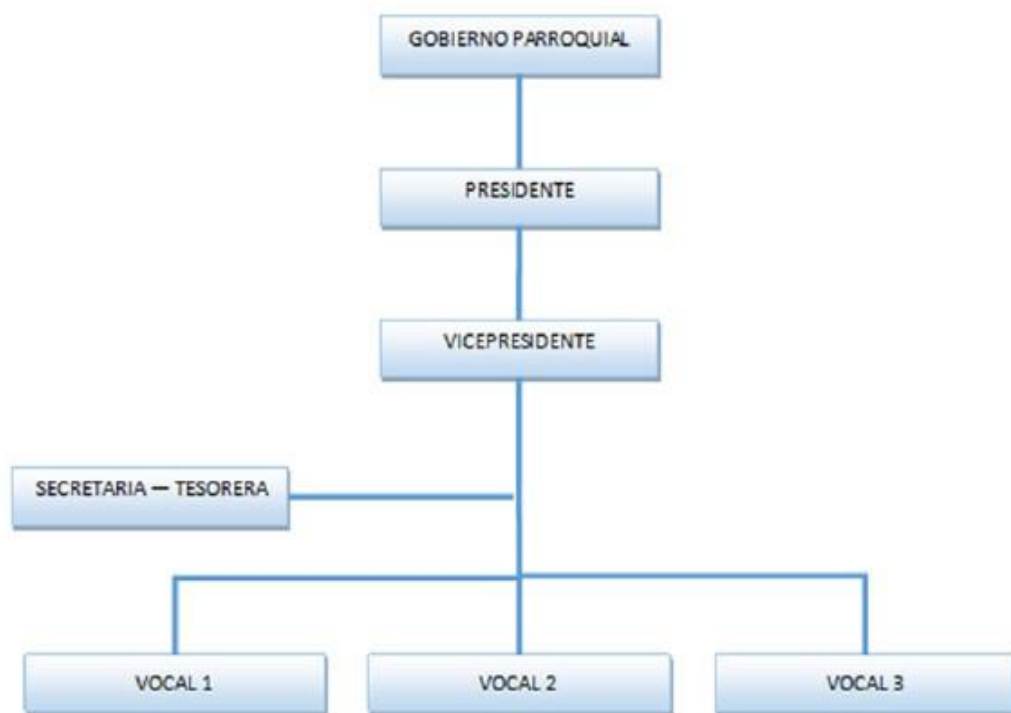 GOBIERNO PARROQUIAL
PRESIDENTE
VICEPRESIDENTE
SECRETARIA — TESORERA
VOCAL 1
VOCAL 2
VOCAL 3